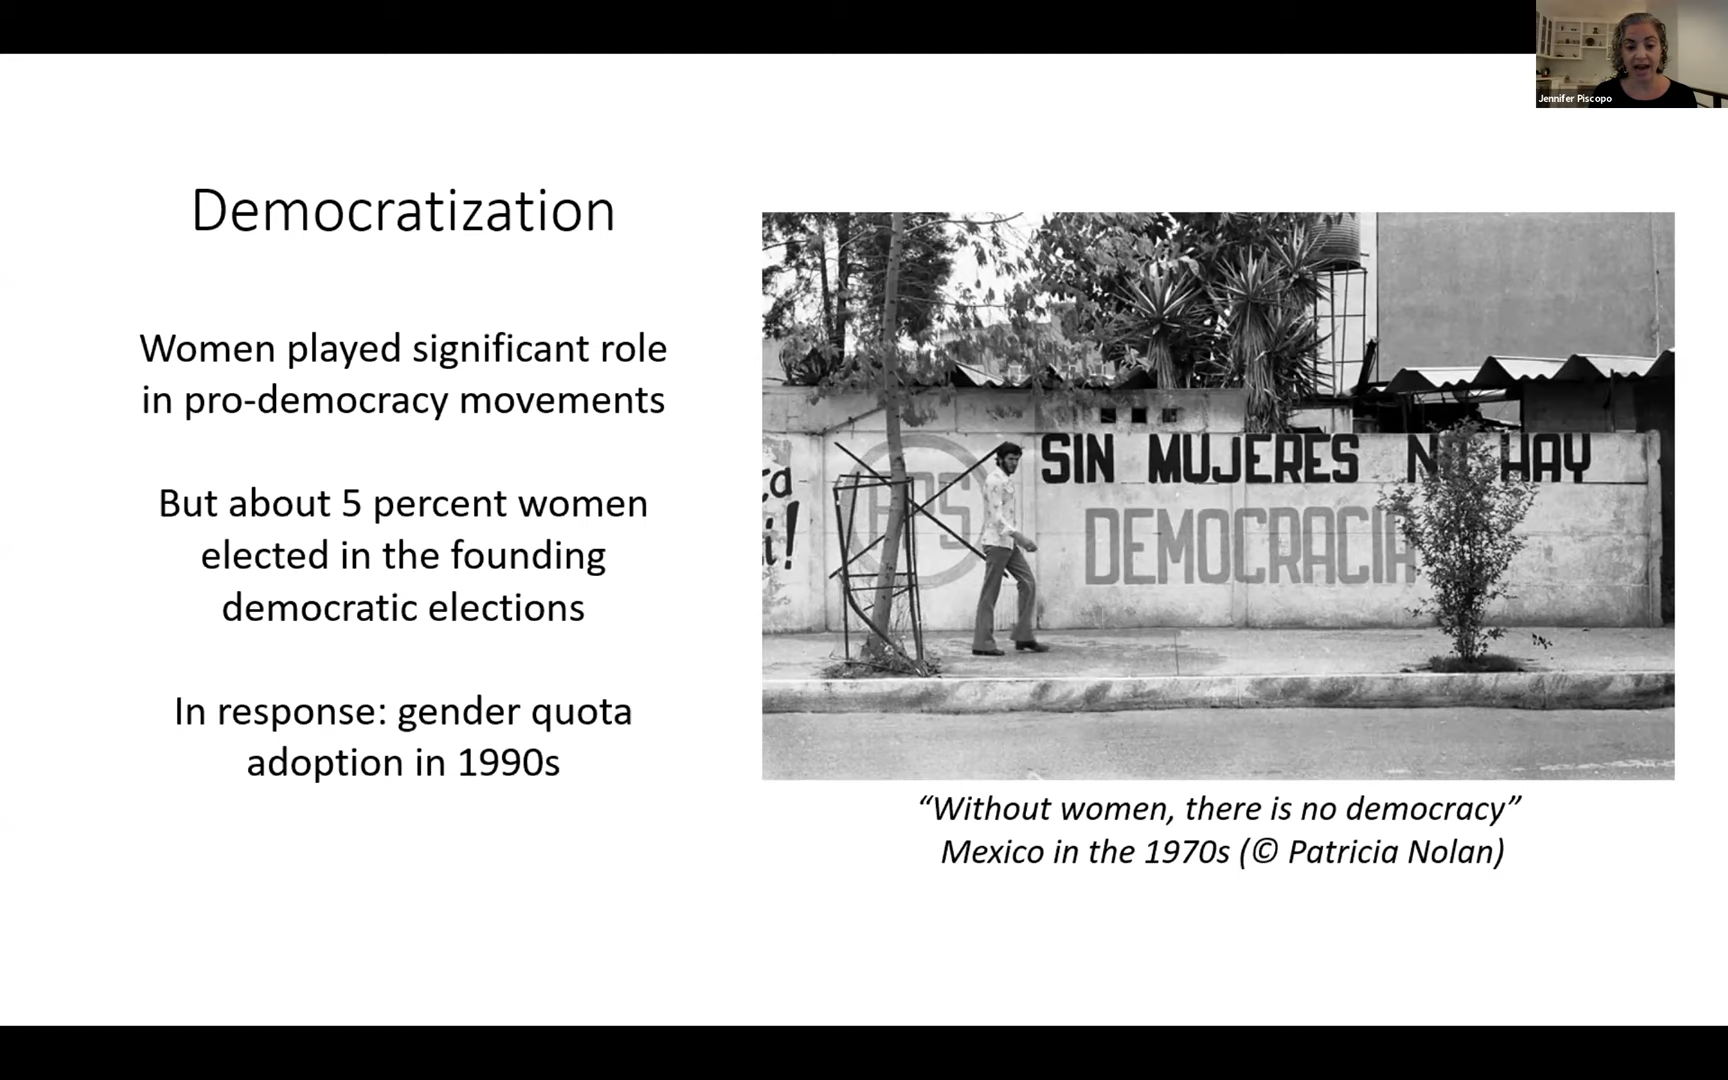 Jennifer Piscopo
Democratization
Women played significant role
in pro-democracy movements
But about 5 percent women
elected in the founding
democratic elections
In response: gender quota
adoption in 1990s
SIN MUJERES NO HAY
DEMOCRACIA
“Without women, there is no democracy”
Mexico in the 1970s (© Patricia Nolan)